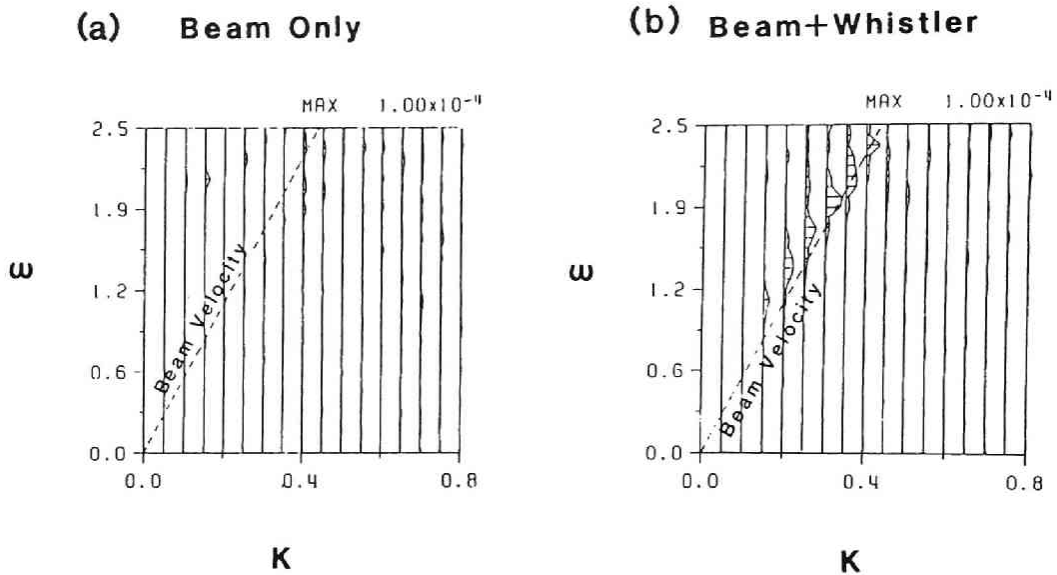 (a) Beam Only
MAX 1.00x10⁻⁴
2.5
1.9
1.2
0.6
0.0
ω
Beam Velocity
0.0 0.4 0.8
K
(b) Beam+Whistler
MAX 1.00x10⁻⁴
2.5
1.9
1.2
0.6
0.0
ω
Beam Velocity
0.0 0.4 0.8
K